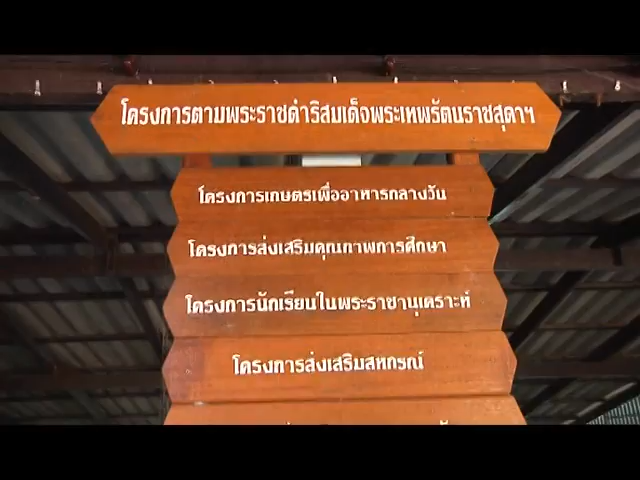 โครงการตามพระราชดำริสมเด็จพระเทพรัตนราชสุดาฯ
โครงการเกษตรเพื่ออาหารกลางวัน
โครงการส่งเสริมคุณภาพการศึกษา
โครงการนักเรียนในพระราชานุเคราะห์
โครงการส่งเสริมสหกรณ์